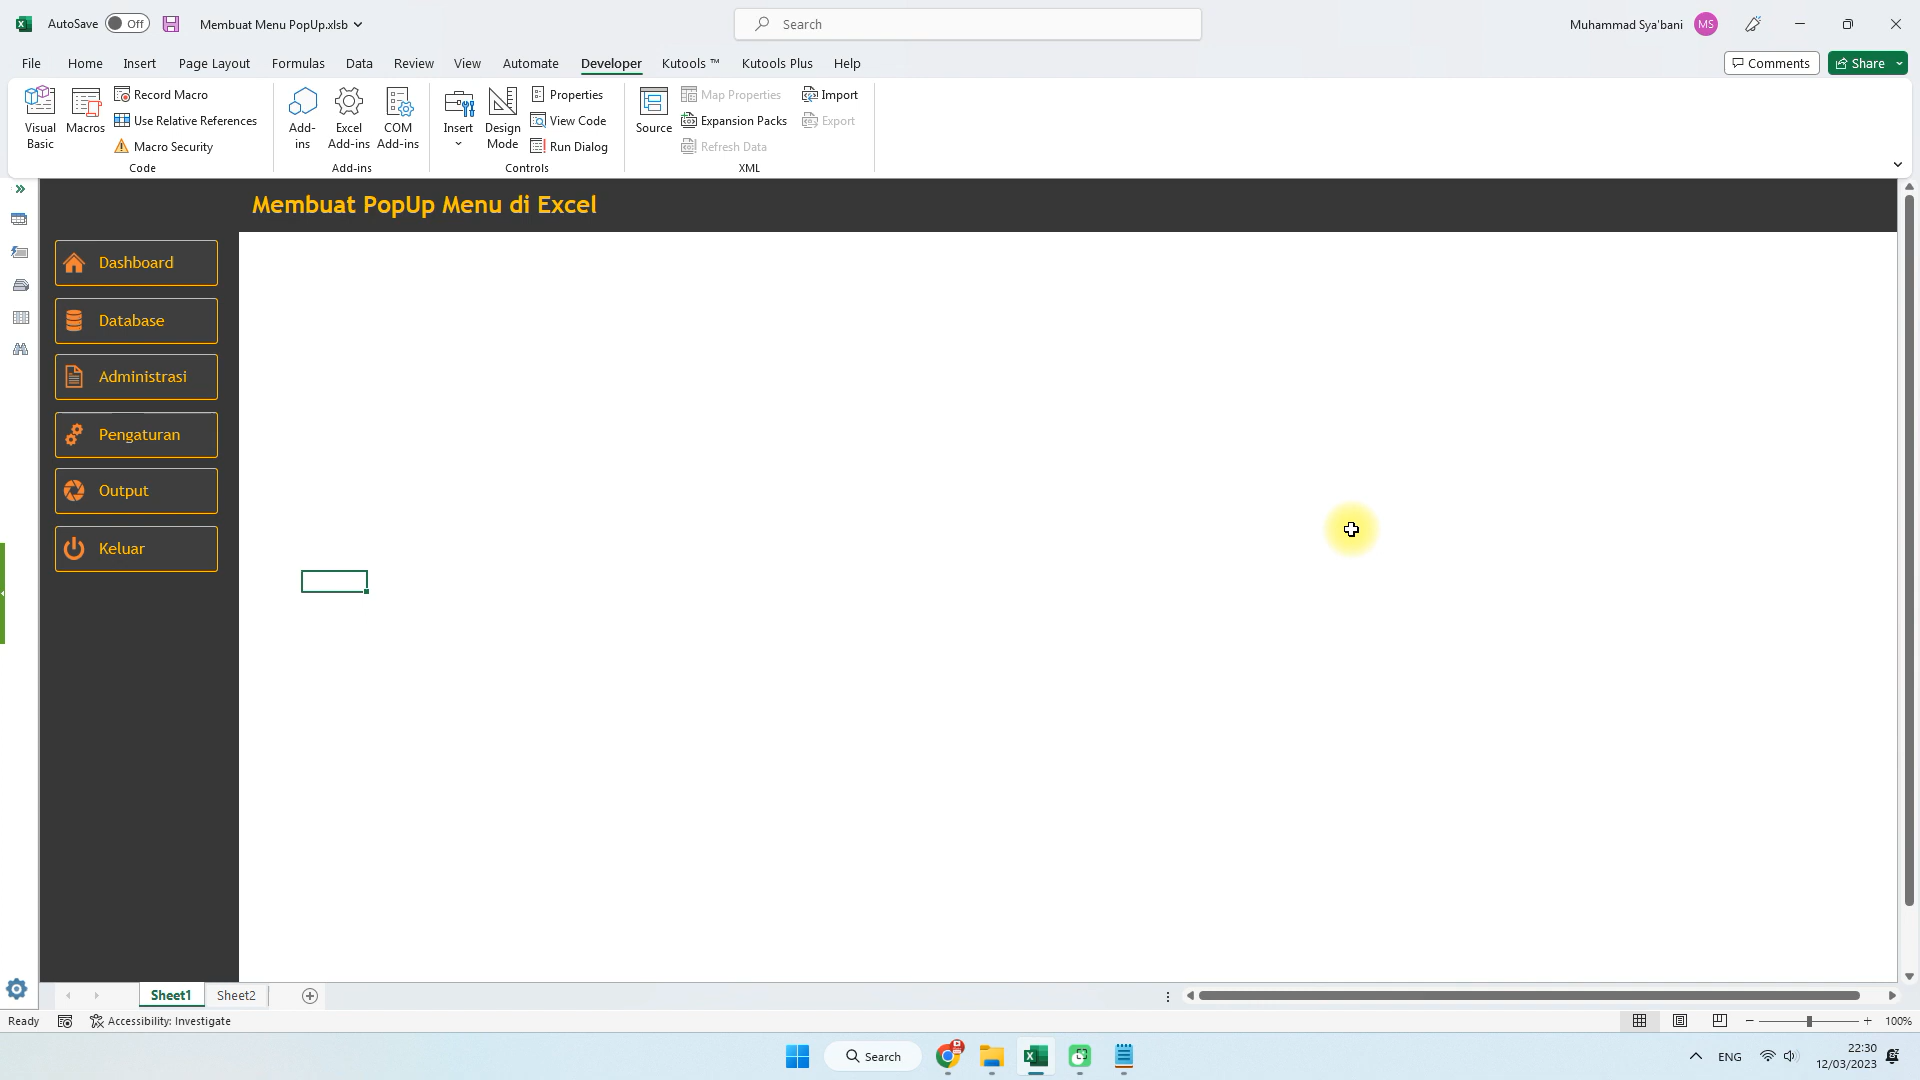 AutoSave Off Membuat Menu PopUp.xlsb Search Muhammad Sya'bani MS
File Home Insert Page Layout Formulas Data Review View Automate Developer Kutools ™ Kutools Plus Help Comments Share
Visual Basic
Macros
Record Macro
Use Relative References
Macro Security
Code
Add-ins
Excel Add-ins
COM Add-ins
Add-ins
Insert
Design Mode
Properties
View Code
Run Dialog
Controls
Source
Map Properties
Expansion Packs
Refresh Data
Import
Export
XML
Membuat PopUp Menu di Excel
Dashboard
Database
Administrasi
Pengaturan
Output
Keluar
Sheet1 Sheet2
Ready Accessibility: Investigate 100%
Search ENG 22:30
12/03/2023